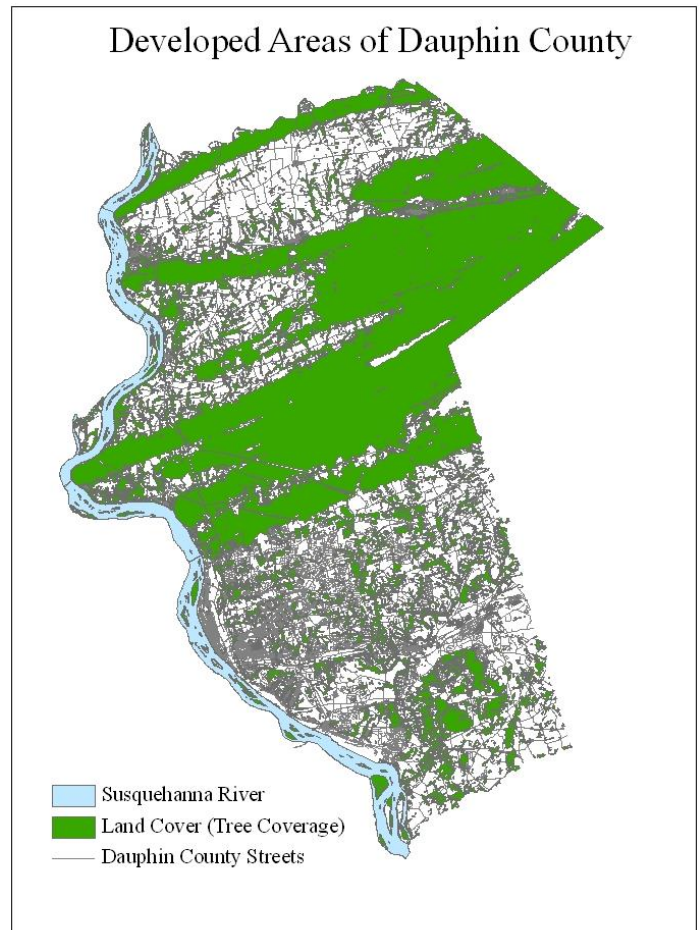 Developed Areas of Dauphin County
Susquehanna River
Land Cover (Tree Coverage)
Dauphin County Streets